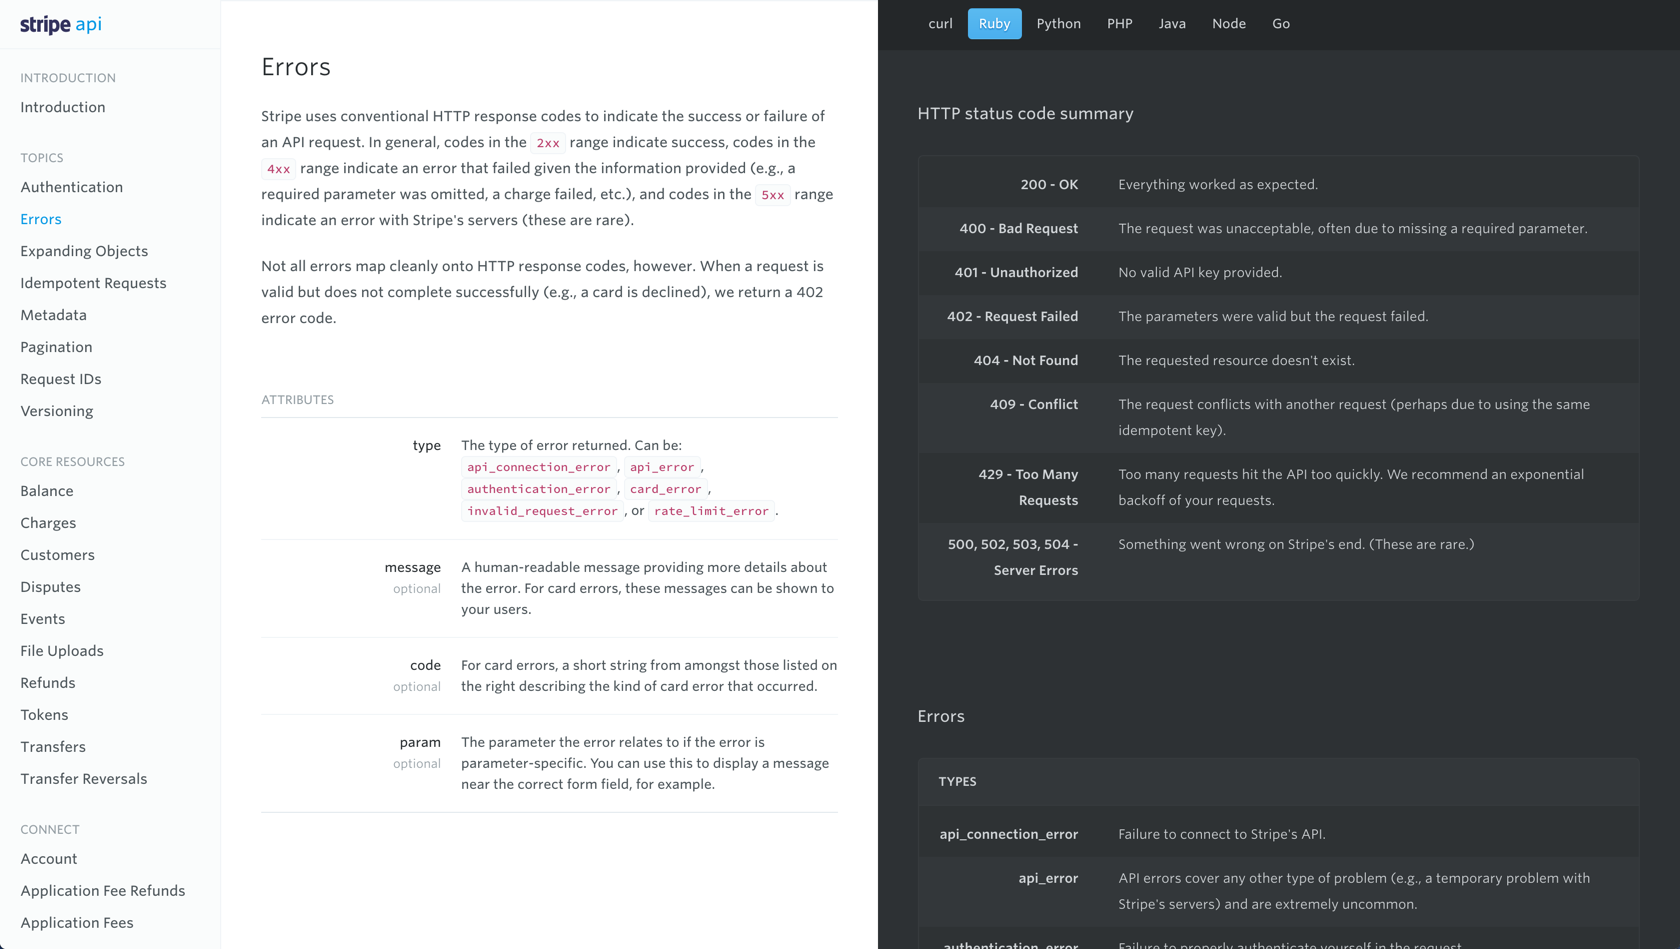 stripe api
INTRODUCTION
Introduction
TOPICS
Authentication
Errors
Expanding Objects
Idempotent Requests
Metadata
Pagination
Request IDs
Versioning
CORE RESOURCES
Balance
Charges
Customers
Disputes
Events
File Uploads
Refunds
Tokens
Transfers
Transfer Reversals
CONNECT
Account
Application Fee Refunds
Application Fees
Errors
Stripe uses conventional HTTP response codes to indicate the success or failure of
an API request. In general, codes in the 2xx range indicate success, codes in the
4xx range indicate an error that failed given the information provided (e.g., a
required parameter was omitted, a charge failed, etc.), and codes in the 5xx range
indicate an error with Stripe's servers (these are rare).
Not all errors map cleanly onto HTTP response codes, however. When a request is
valid but does not complete successfully (e.g., a card is declined), we return a 402
error code.
ATTRIBUTES
type The type of error returned. Can be:
api_connection_error , api_error ,
authentication_error , card_error ,
invalid_request_error , or rate_limit_error .
message A human-readable message providing more details about
optional the error. For card errors, these messages can be shown to
your users.
code For card errors, a short string from amongst those listed on
optional the right describing the kind of card error that occurred.
param The parameter the error relates to if the error is
optional parameter-specific. You can use this to display a message
near the correct form field, for example.
curl Ruby Python PHP Java Node Go
HTTP status code summary
200 - OK Everything worked as expected.
400 - Bad Request The request was unacceptable, often due to missing a required parameter.
401 - Unauthorized No valid API key provided.
402 - Request Failed The parameters were valid but the request failed.
404 - Not Found The requested resource doesn't exist.
409 - Conflict The request conflicts with another request (perhaps due to using the same
idempotent key).
429 - Too Many Too many requests hit the API too quickly. We recommend an exponential
Requests backoff of your requests.
500, 502, 503, 504 - Something went wrong on Stripe's end. (These are rare.)
Server Errors
Errors
TYPES
api_connection_error Failure to connect to Stripe's API.
api_error API errors cover any other type of problem (e.g., a temporary problem with
Stripe's servers) and are extremely uncommon.
authentication_error Failure to properly authenticate yourself in the request.